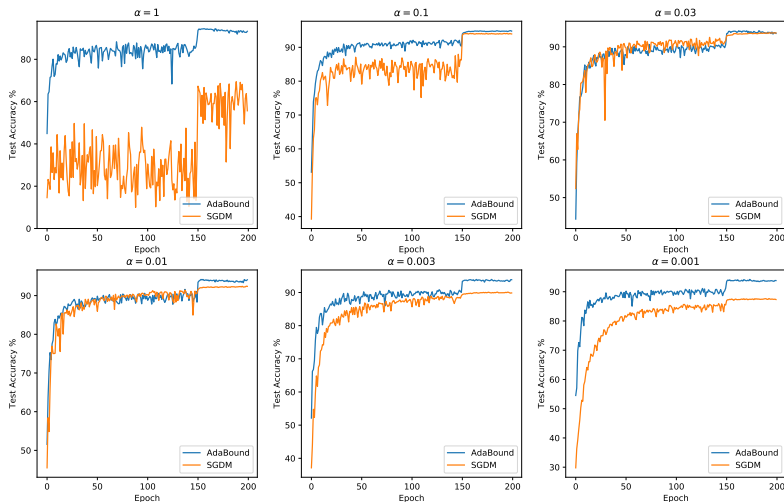 α = 1
Test Accuracy %
80
60
40
20
0
0 50 100 150 200
Epoch
AdaBound
SGDM
α = 0.1
Test Accuracy %
90
80
70
60
50
40
0 50 100 150 200
Epoch
AdaBound
SGDM
α = 0.03
Test Accuracy %
90
80
70
60
50
0 50 100 150 200
Epoch
AdaBound
SGDM
α = 0.01
Test Accuracy %
90
80
70
60
50
0 50 100 150 200
Epoch
AdaBound
SGDM
α = 0.003
Test Accuracy %
90
80
70
60
50
40
0 50 100 150 200
Epoch
AdaBound
SGDM
α = 0.001
Test Accuracy %
90
80
70
60
50
40
30
0 50 100 150 200
Epoch
AdaBound
SGDM